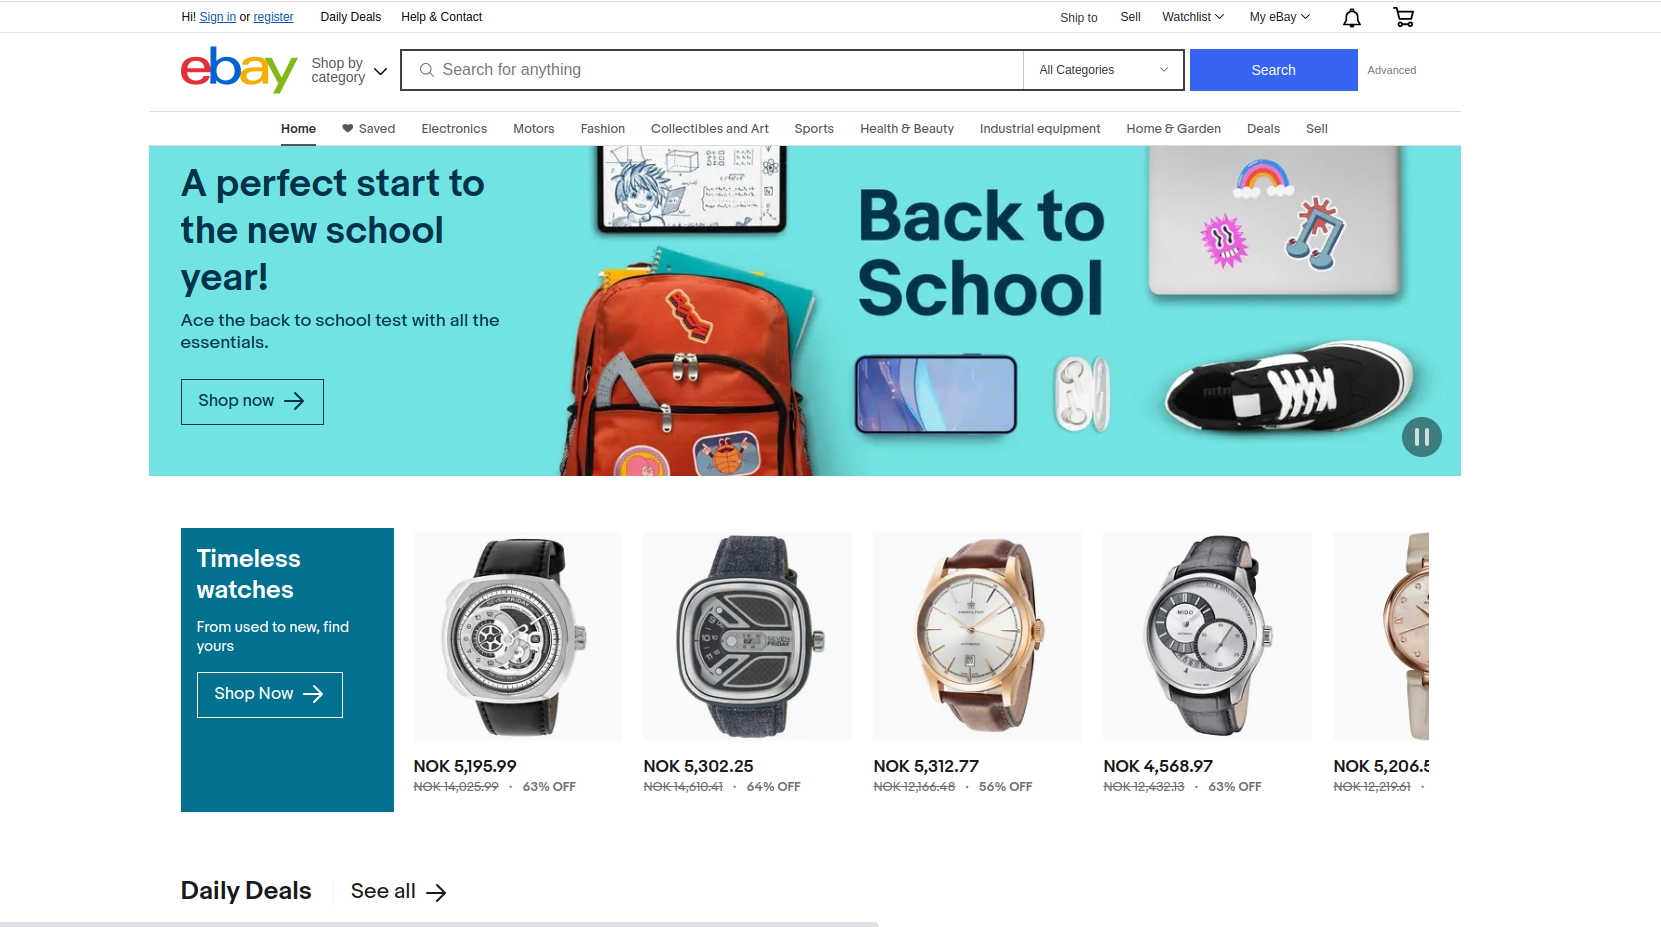 Hi! Sign in or register
Daily Deals
Help & Contact
Ship to
Sell
Watchlist
My eBay
ebay
Shop by
category
Search for anything
All Categories
Search
Advanced
Home
Saved
Electronics
Motors
Fashion
Collectibles and Art
Sports
Health & Beauty
Industrial equipment
Home & Garden
Deals
Sell
A perfect start to
the new school
year!
Ace the back to school test with all the
essentials.
Shop now
Back to
School
Timeless
watches
From used to new, find
yours
Shop Now
SEVENFRIDAY
SEVEN
FRIDAY
HAMILTON
MIDO
NOK 5,195.99
NOK 14,025.99 · 63% OFF
NOK 5,302.25
NOK 14,610.41 · 64% OFF
NOK 5,312.77
NOK 12,166.48 · 56% OFF
NOK 4,568.97
NOK 12,432.13 · 63% OFF
NOK 5,206.5
NOK 12,219.61 ·
Daily Deals
See all